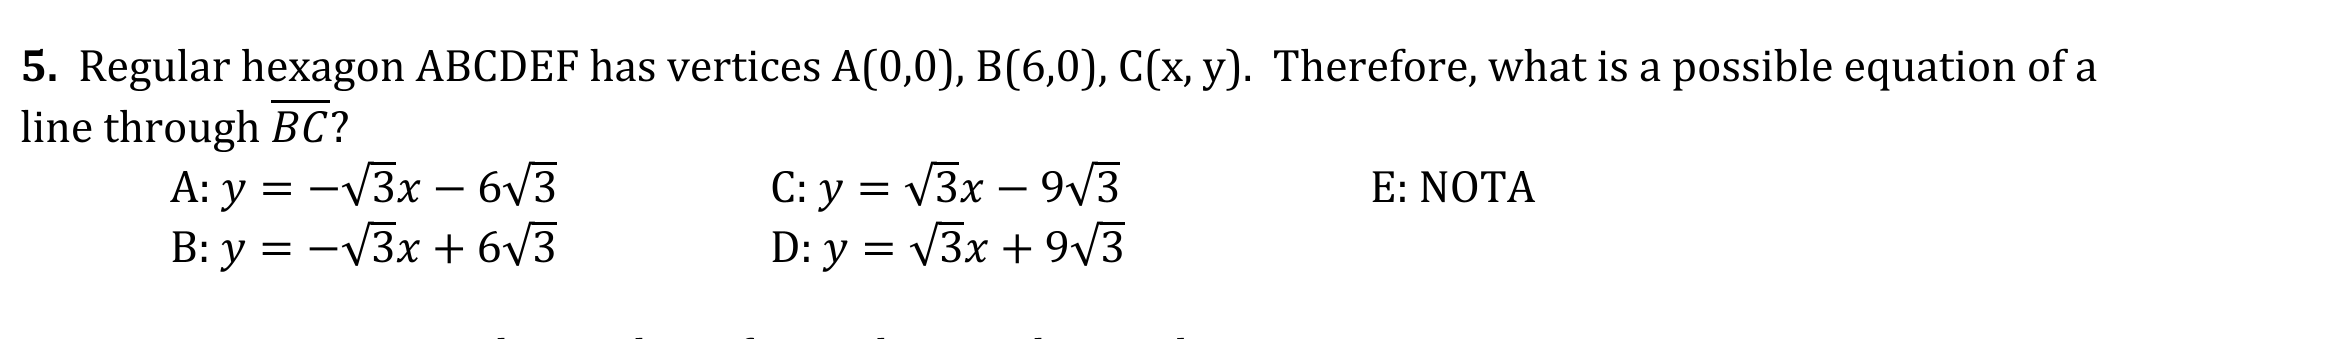 5. Regular hexagon ABCDEF has vertices A(0,0), B(6,0), C(x, y). Therefore, what is a possible equation of a
line through \overline{BC}?
A: y = −√3x − 6√3 C: y = √3x − 9√3 E: NOTA
B: y = −√3x + 6√3 D: y = √3x + 9√3